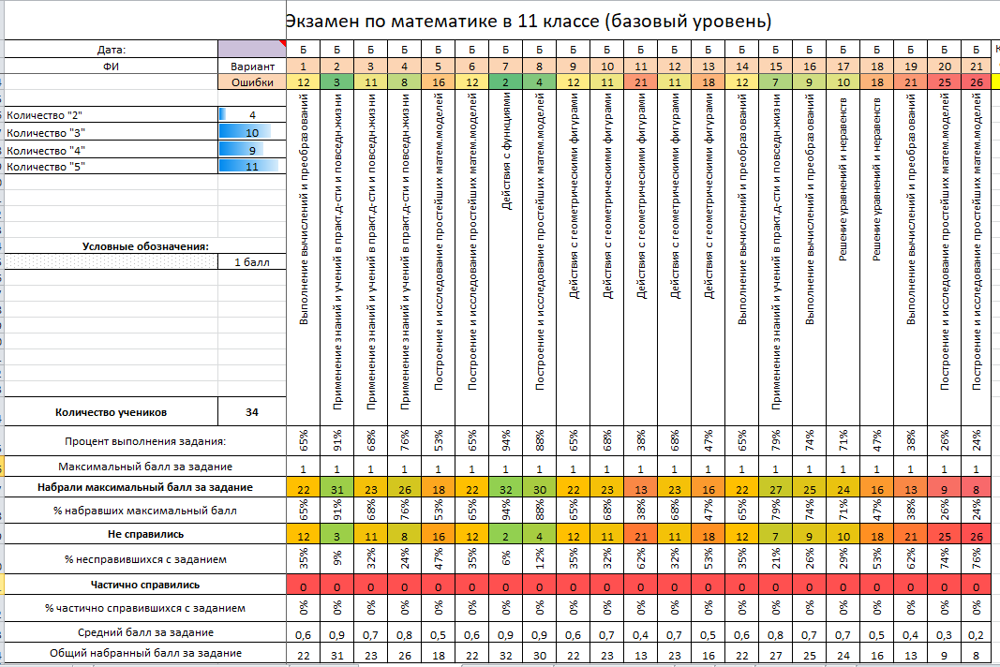 Экзамен по математике в 11 классе (базовый уровень)
Дата: Б Б Б Б Б Б Б Б Б Б Б Б Б Б Б Б Б Б Б Б Б
ФИ Вариант 1 2 3 4 5 6 7 8 9 10 11 12 13 14 15 16 17 18 19 20 21
Ошибки 12 3 11 8 16 12 2 4 12 11 21 11 18 12 7 9 10 18 21 25 26
Количество "2" 4
Количество "3" 10
Количество "4" 9
Количество "5" 11
Условные обозначения:
1 балл
Выполнение вычислений и преобразований
Применение знаний и учений в практ.д-сти и повседн.жизни
Применение знаний и учений в практ.д-сти и повседн.жизни
Применение знаний и учений в практ.д-сти и повседн.жизни
Построение и исследование простейших матем.моделей
Построение и исследование простейших матем.моделей
Действия с функциями
Построение и исследование простейших матем.моделей
Действия с геометрическими фигурами
Действия с геометрическими фигурами
Действия с геометрическими фигурами
Действия с геометрическими фигурами
Действия с геометрическими фигурами
Выполнение вычислений и преобразований
Применение знаний и учений в практ.д-сти и повседн.жизни
Выполнение вычислений и преобразований
Решение уравнений и неравенств
Решение уравнений и неравенств
Выполнение вычислений и преобразований
Построение и исследование простейших матем.моделей
Построение и исследование простейших матем.моделей
Количество учеников 34
Процент выполнения задания: 65% 91% 68% 76% 53% 65% 94% 88% 65% 68% 38% 68% 47% 65% 79% 74% 71% 47% 38% 26% 24%
Максимальный балл за задание 1 1 1 1 1 1 1 1 1 1 1 1 1 1 1 1 1 1 1 1 1
Набрали максимальный балл за задание 22 31 23 26 18 22 32 30 22 23 13 23 16 22 27 25 24 16 13 9 8
% набравших максимальный балл 65% 91% 68% 76% 53% 65% 94% 88% 65% 68% 38% 68% 47% 65% 79% 74% 71% 47% 38% 26% 24%
Не справились 12 3 11 8 16 12 2 4 12 11 21 11 18 12 7 9 10 18 21 25 26
% несправившихся с заданием 35% 9% 32% 24% 47% 35% 6% 12% 35% 32% 62% 32% 53% 35% 21% 26% 29% 53% 62% 74% 76%
Частично справились 0 0 0 0 0 0 0 0 0 0 0 0 0 0 0 0 0 0 0 0 0
% частично справившихся с заданием 0% 0% 0% 0% 0% 0% 0% 0% 0% 0% 0% 0% 0% 0% 0% 0% 0% 0% 0% 0% 0%
Средний балл за задание 0,6 0,9 0,7 0,8 0,5 0,6 0,9 0,9 0,6 0,7 0,4 0,7 0,5 0,6 0,8 0,7 0,7 0,5 0,4 0,3 0,2
Общий набранный балл за задание 22 31 23 26 18 22 32 30 22 23 13 23 16 22 27 25 24 16 13 9 8